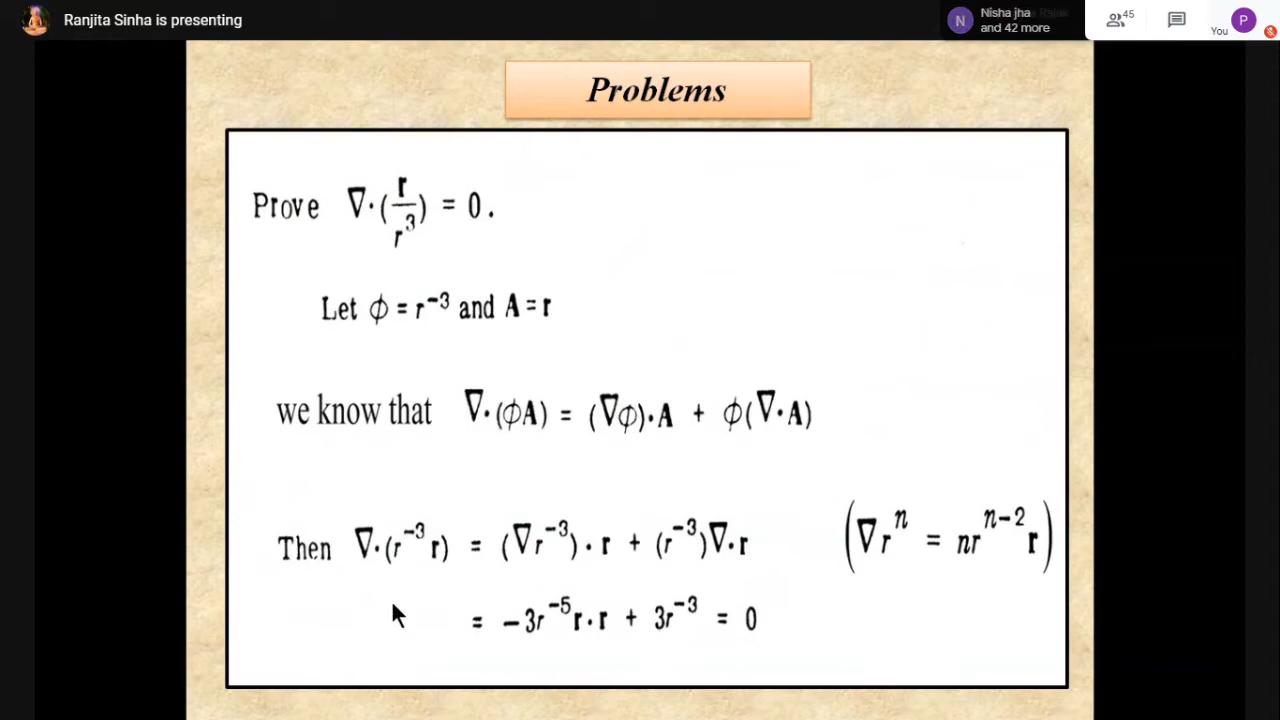 Ranjita Sinha is presenting
N
Nisha jha
and 42 more
45
You
P
Problems
Prove ∇·(r/r³) = 0.
Let ϕ = r⁻³ and A = r
we know that ∇·(ϕA) = (∇ϕ)·A + ϕ(∇·A)
Then ∇·(r⁻³r) = (∇r⁻³)·r + (r⁻³)∇·r (∇rⁿ = nrⁿ⁻²r)
= −3r⁻⁵r·r + 3r⁻³ = 0